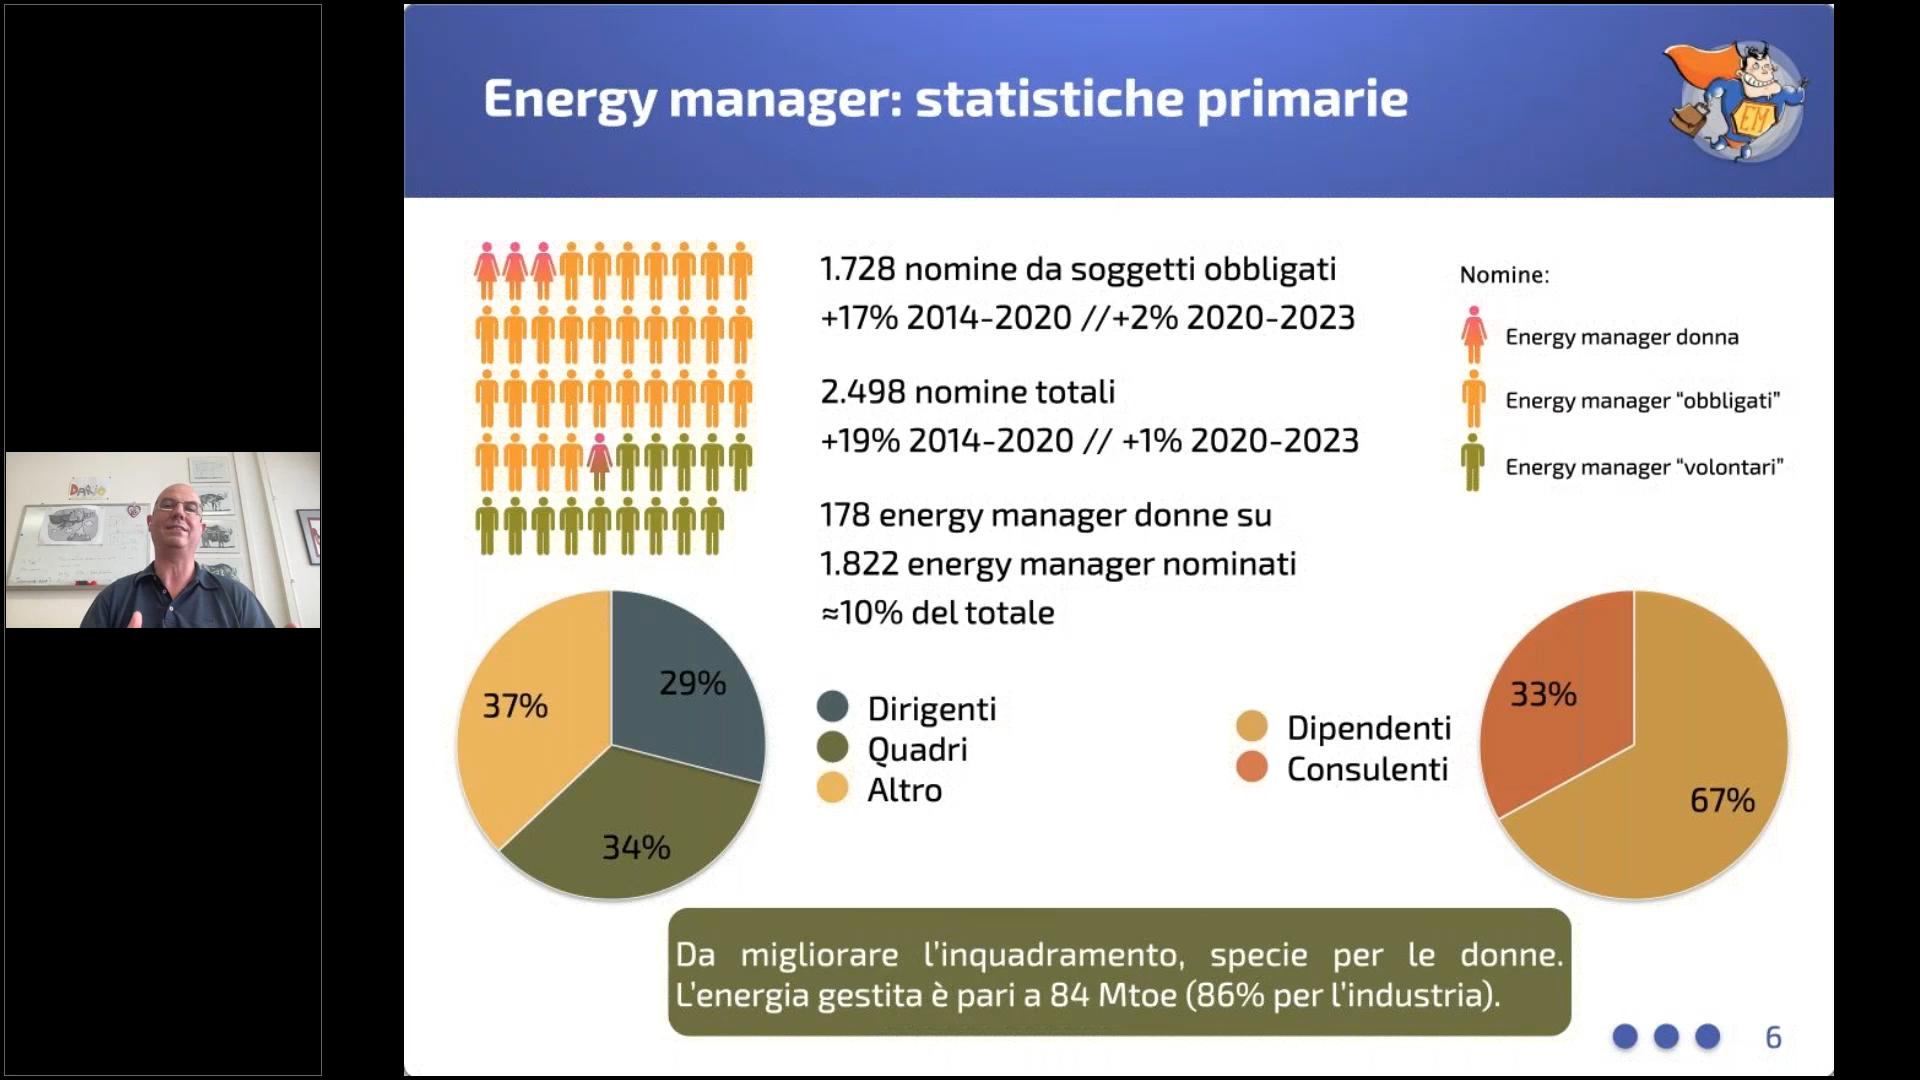 Energy manager: statistiche primarie
EM
1.728 nomine da soggetti obbligati
+17% 2014-2020 //+2% 2020-2023
2.498 nomine totali
+19% 2014-2020 // +1% 2020-2023
178 energy manager donne su
1.822 energy manager nominati
≈10% del totale
Nomine:
Energy manager donna
Energy manager “obbligati”
Energy manager “volontari”
DARIO
37%
29%
34%
Dirigenti
Quadri
Altro
Dipendenti
Consulenti
33%
67%
Da migliorare l’inquadramento, specie per le donne.
L’energia gestita è pari a 84 Mtoe (86% per l’industria).
6